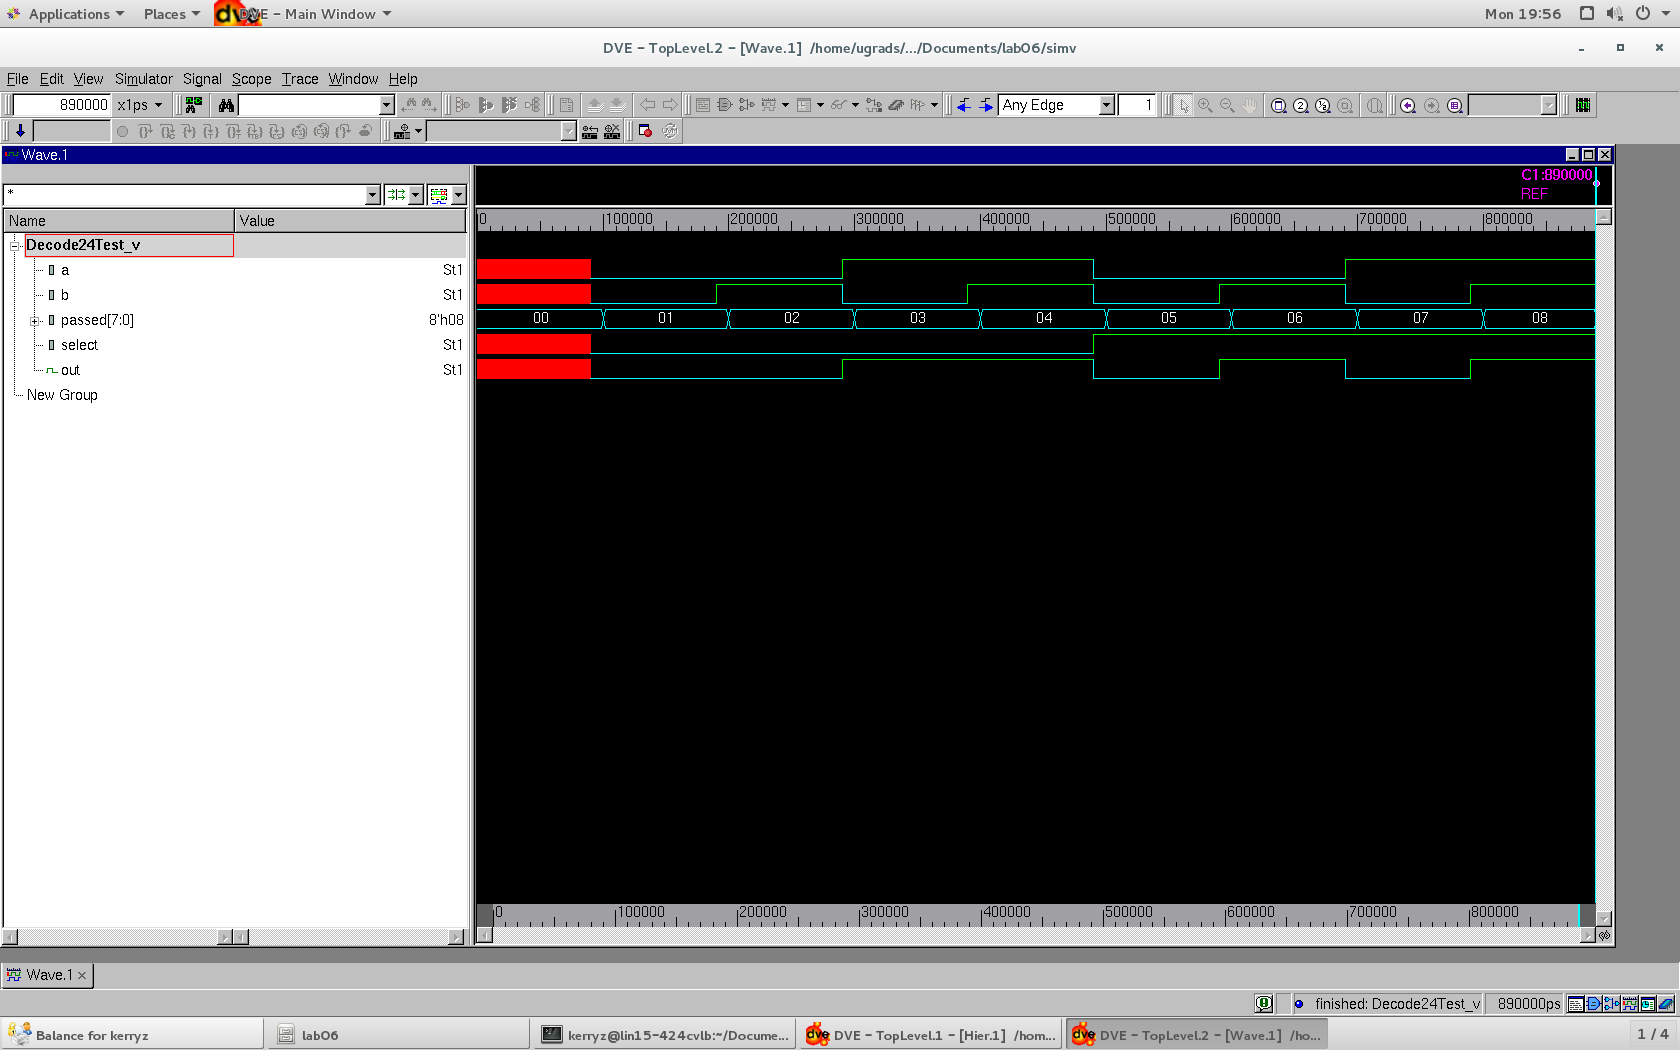 Applications Places DVE - Main Window Mon 19:56
DVE - TopLevel.2 - [Wave.1] /home/ugrads/.../Documents/lab06/simv
File Edit View Simulator Signal Scope Trace Window Help
890000 x1ps Any Edge 1
Wave.1
C1:890000
REF
*
Name Value
0 100000 200000 300000 400000 500000 600000 700000 800000
Decode24Test_v
a St1
b St1
passed[7:0] 8'h08 00 01 02 03 04 05 06 07 08
select St1
out St1
New Group
0 100000 200000 300000 400000 500000 600000 700000 800000
Wave.1
finished: Decode24Test_v 890000ps
Balance for kerryz lab06 kerryz@lin15-424cvlb:~/Docume... dve DVE - TopLevel.1 - [Hier.1] /hom... dve DVE - TopLevel.2 - [Wave.1] /ho... 1 / 4